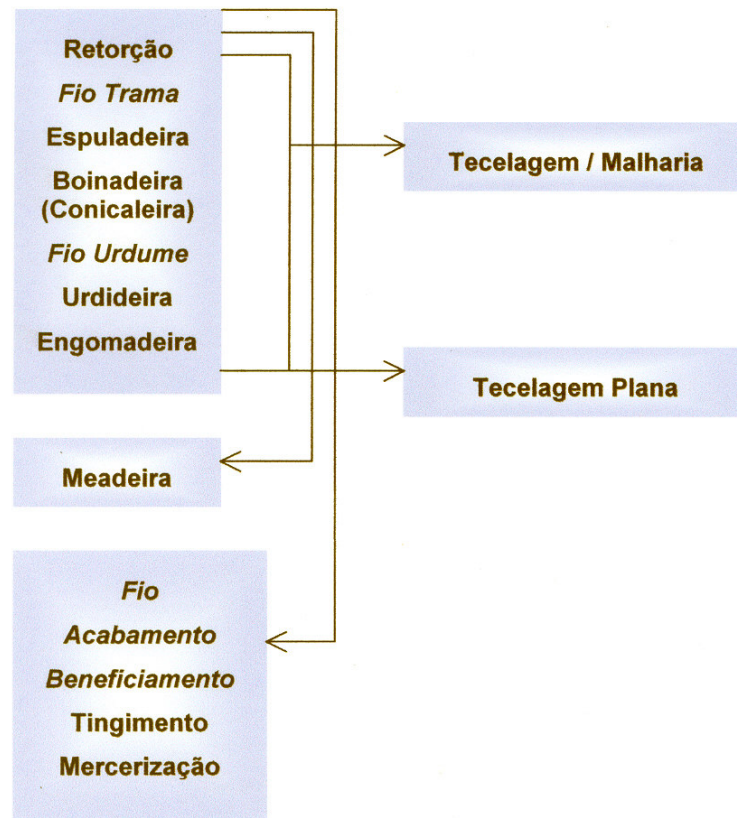 Retorção
Fio Trama
Espuladeira
Boinadeira
(Conicaleira)
Fio Urdume
Urdideira
Engomadeira
Tecelagem / Malharia
Tecelagem Plana
Meadeira
Fio
Acabamento
Beneficiamento
Tingimento
Mercerização